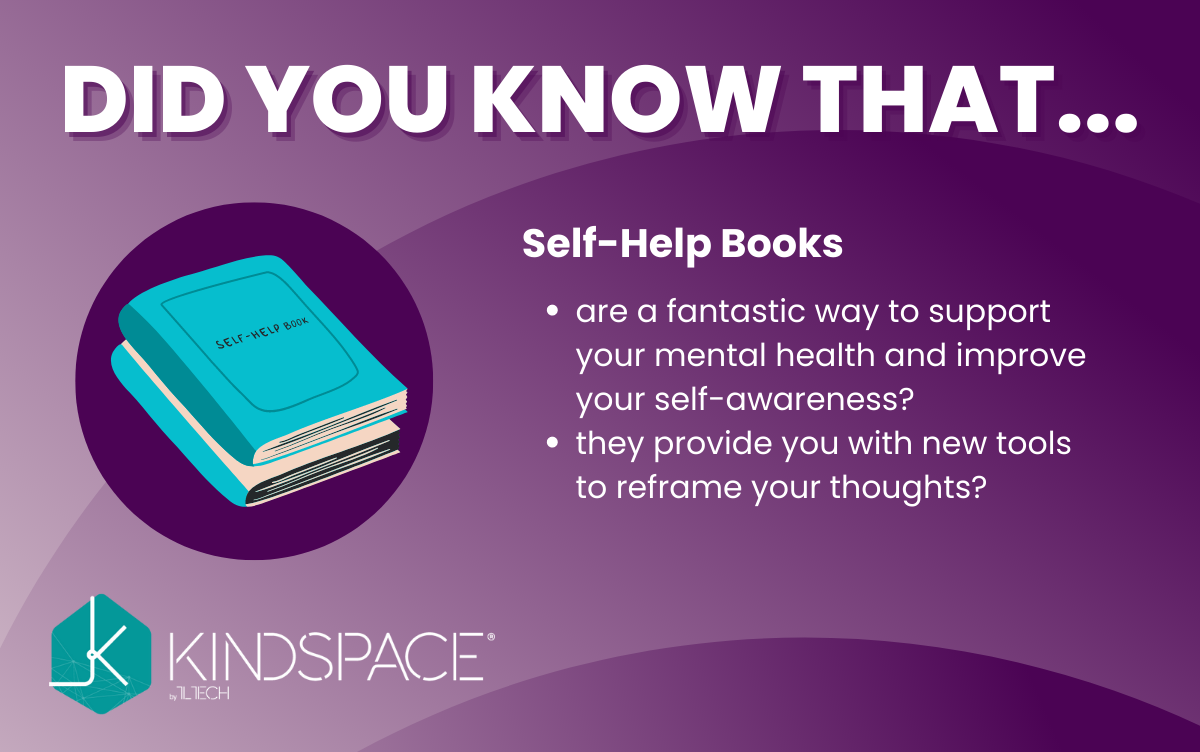 DID YOU KNOW THAT...
SELF-HELP BOOK
Self-Help Books
• are a fantastic way to support
your mental health and improve
your self-awareness?
• they provide you with new tools
to reframe your thoughts?
KINDSPACE®
by TLTECH